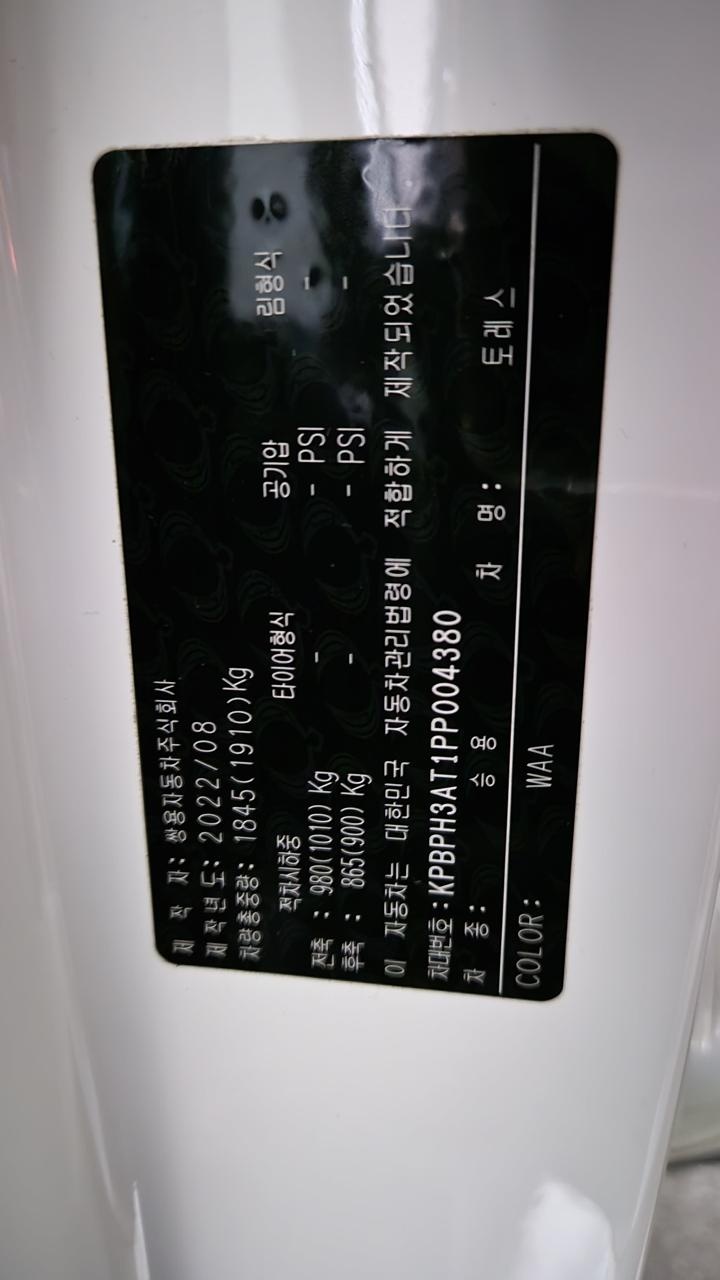 제 작 자: 쌍용자동차주식회사
제작년도: 2022/08
차량총중량: 1845(1910)Kg
적차시하중 타이어형식 공기압 림형식
전축 : 980(1010) Kg - - PSI -
후축 : 865(900) Kg - - PSI -
이 자동차는 대한민국 자동차관리법령에 적합하게 제작되었습니다.
차대번호 : KPBPH3AT1PP004380
차 종 : 승용 차 명 : 토레스
COLOR : WAA